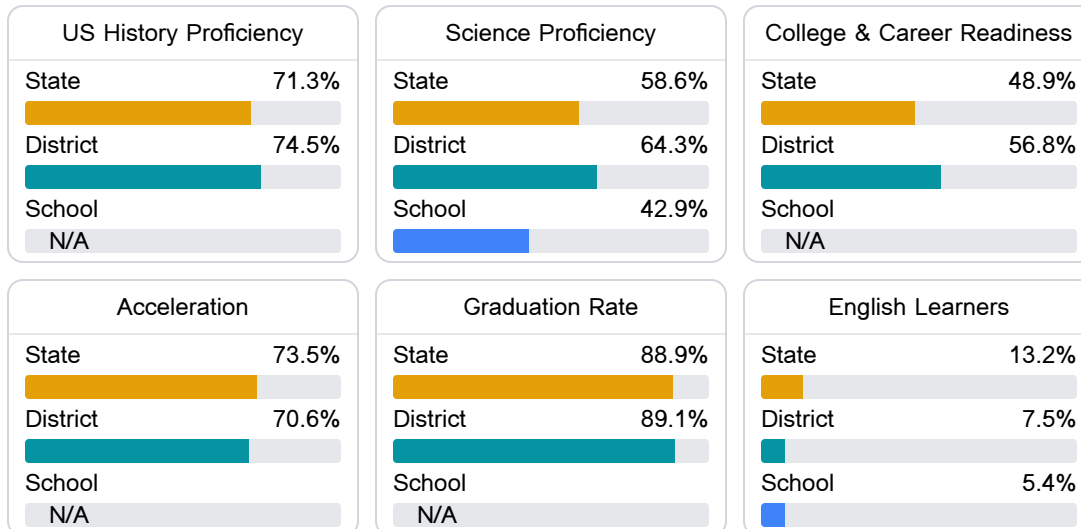 US History Proficiency
State 71.3%
District 74.5%
School
N/A
Science Proficiency
State 58.6%
District 64.3%
School 42.9%
College & Career Readiness
State 48.9%
District 56.8%
School
N/A
Acceleration
State 73.5%
District 70.6%
School
N/A
Graduation Rate
State 88.9%
District 89.1%
School
N/A
English Learners
State 13.2%
District 7.5%
School 5.4%